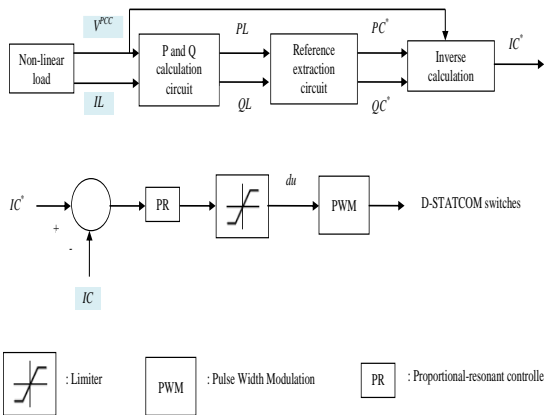 V^PCC
PL
PC*
IC*
Non-linear
load
P and Q
calculation
circuit
Reference
extraction
circuit
Inverse
calculation
IL
QL
QC*
IC*
+
-
PR
du
PWM
D-STATCOM switches
IC
: Limiter
PWM
: Pulse Width Modulation
PR
: Proportional-resonant controlle